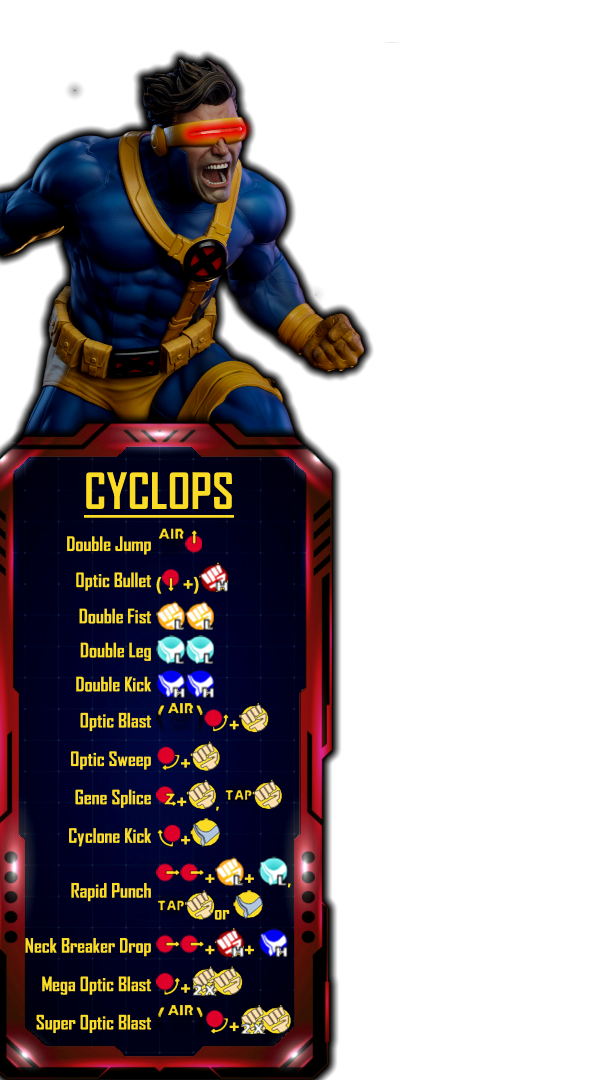 CYCLOPS
Double Jump AIR
Optic Bullet ( +) H
Double Fist L L
Double Leg L L
Double Kick H H
Optic Blast ( AIR ) +
Optic Sweep +
Gene Splice Z+ , TAP
Cyclone Kick +
Rapid Punch + L + L ,
TAP or
Neck Breaker Drop + H + H
Mega Optic Blast + 2X
Super Optic Blast ( AIR ) + 2X